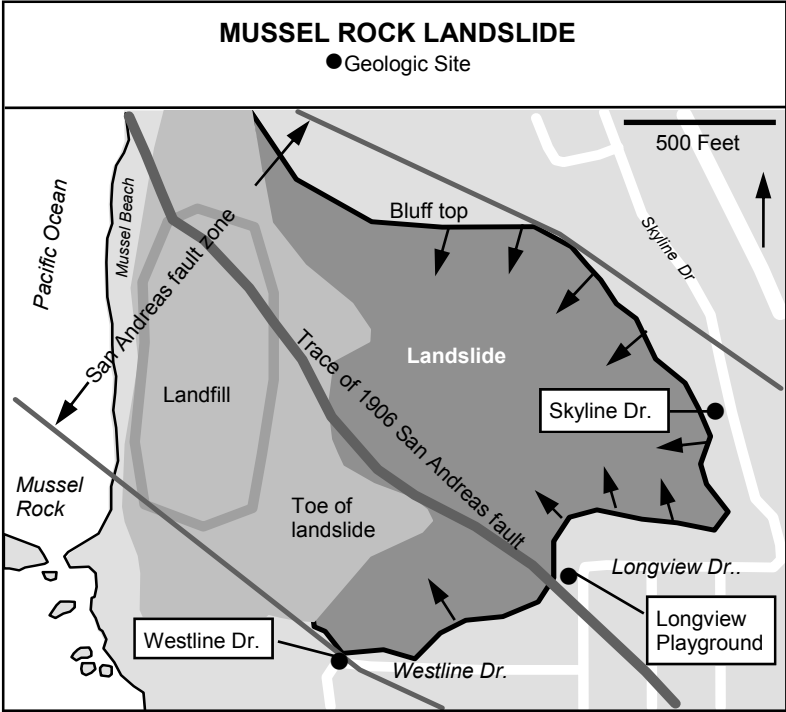 MUSSEL ROCK LANDSLIDE
Geologic Site
500 Feet
Pacific Ocean
Mussel Beach
San Andreas fault zone
Bluff top
Skyline Dr
Landslide
Trace of 1906 San Andreas fault
Landfill
Skyline Dr.
Mussel
Rock
Toe of
landslide
Longview Dr..
Longview
Playground
Westline Dr.
Westline Dr.